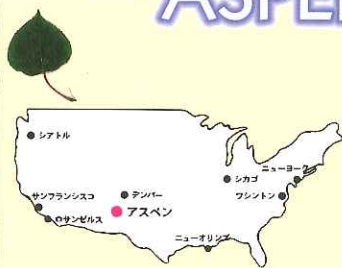 ASPEN
シアトル
ニューヨーク
シカゴ
サンフランシスコ
デンバー
ワシントン
ロサンゼルス
アスペン
ニューオリンズ